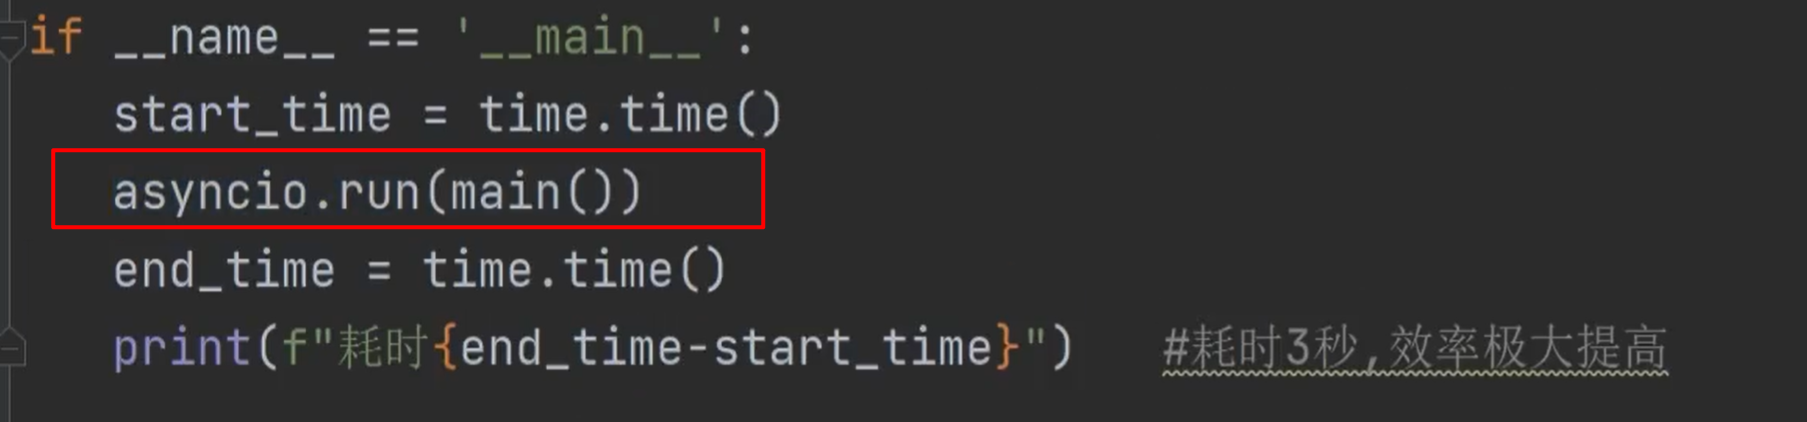 if __name__ == '__main__':
start_time = time.time()
asyncio.run(main())
end_time = time.time()
print(f"耗时{end_time-start_time}") #耗时3秒,效率极大提高